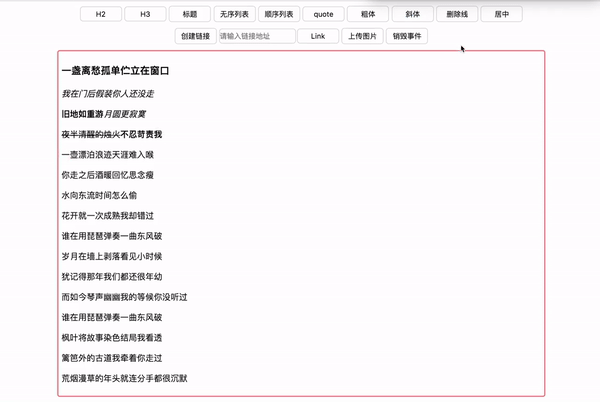 H2 H3 标题 无序列表 顺序列表 quote 粗体 斜体 删除线 居中
创建链接 请输入链接地址 Link 上传图片 销毁事件
一盏离愁孤单伫立在窗口
我在门后假装你人还没走
旧地如重游月圆更寂寞
夜半清醒的烛火不忍苛责我
一壶漂泊浪迹天涯难入喉
你走之后酒暖回忆思念瘦
水向东流时间怎么偷
花开就一次成熟我却错过
谁在用琵琶弹奏一曲东风破
岁月在墙上剥落看见小时候
犹记得那年我们都还很年幼
而如今琴声幽幽我的等候你没听过
谁在用琵琶弹奏一曲东风破
枫叶将故事染色结局我看透
篱笆外的古道我牵着你走过
荒烟漫草的年头就连分手都很沉默